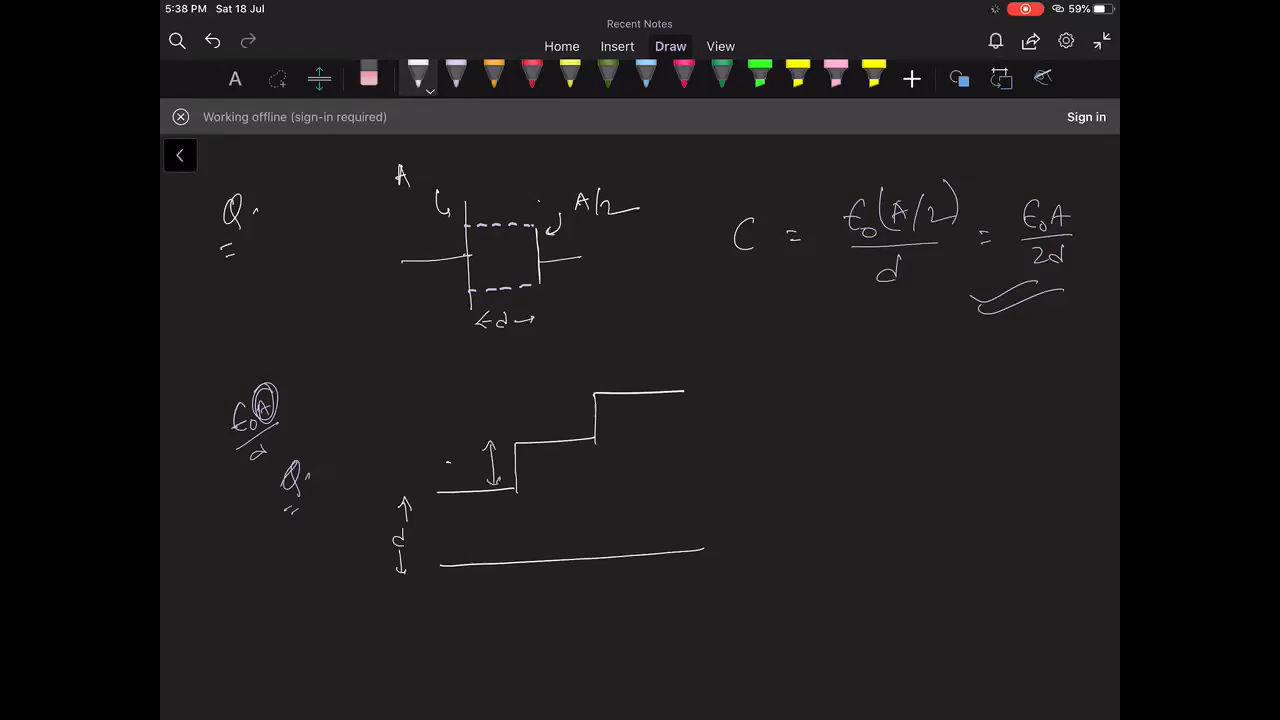 5:38 PM Sat 18 Jul
59%
Recent Notes
Home Insert Draw View
A
Working offline (sign-in required)
Sign in
Q.
A
A/2
d
C = ε₀(A/2)/d = ε₀A/2d
ε₀A/d
Q.
d